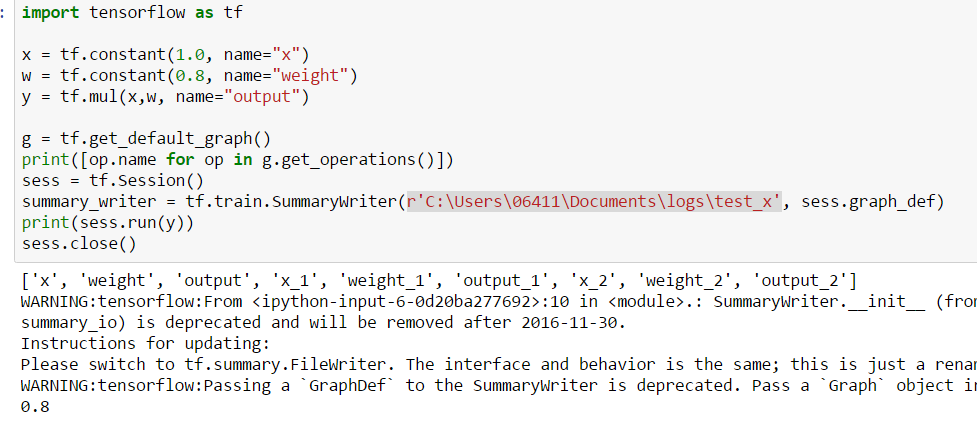 :
import tensorflow as tf
x = tf.constant(1.0, name="x")
w = tf.constant(0.8, name="weight")
y = tf.mul(x,w, name="output")
g = tf.get_default_graph()
print([op.name for op in g.get_operations()])
sess = tf.Session()
summary_writer = tf.train.SummaryWriter(r'C:\Users\06411\Documents\logs\test_x', sess.graph_def)
print(sess.run(y))
sess.close()
['x', 'weight', 'output', 'x_1', 'weight_1', 'output_1', 'x_2', 'weight_2', 'output_2']
WARNING:tensorflow:From <ipython-input-6-0d20ba277692>:10 in <module>.: SummaryWriter.__init__ (from
summary_io) is deprecated and will be removed after 2016-11-30.
Instructions for updating:
Please switch to tf.summary.FileWriter. The interface and behavior is the same; this is just a renam
WARNING:tensorflow:Passing a `GraphDef` to the SummaryWriter is deprecated. Pass a `Graph` object in
0.8